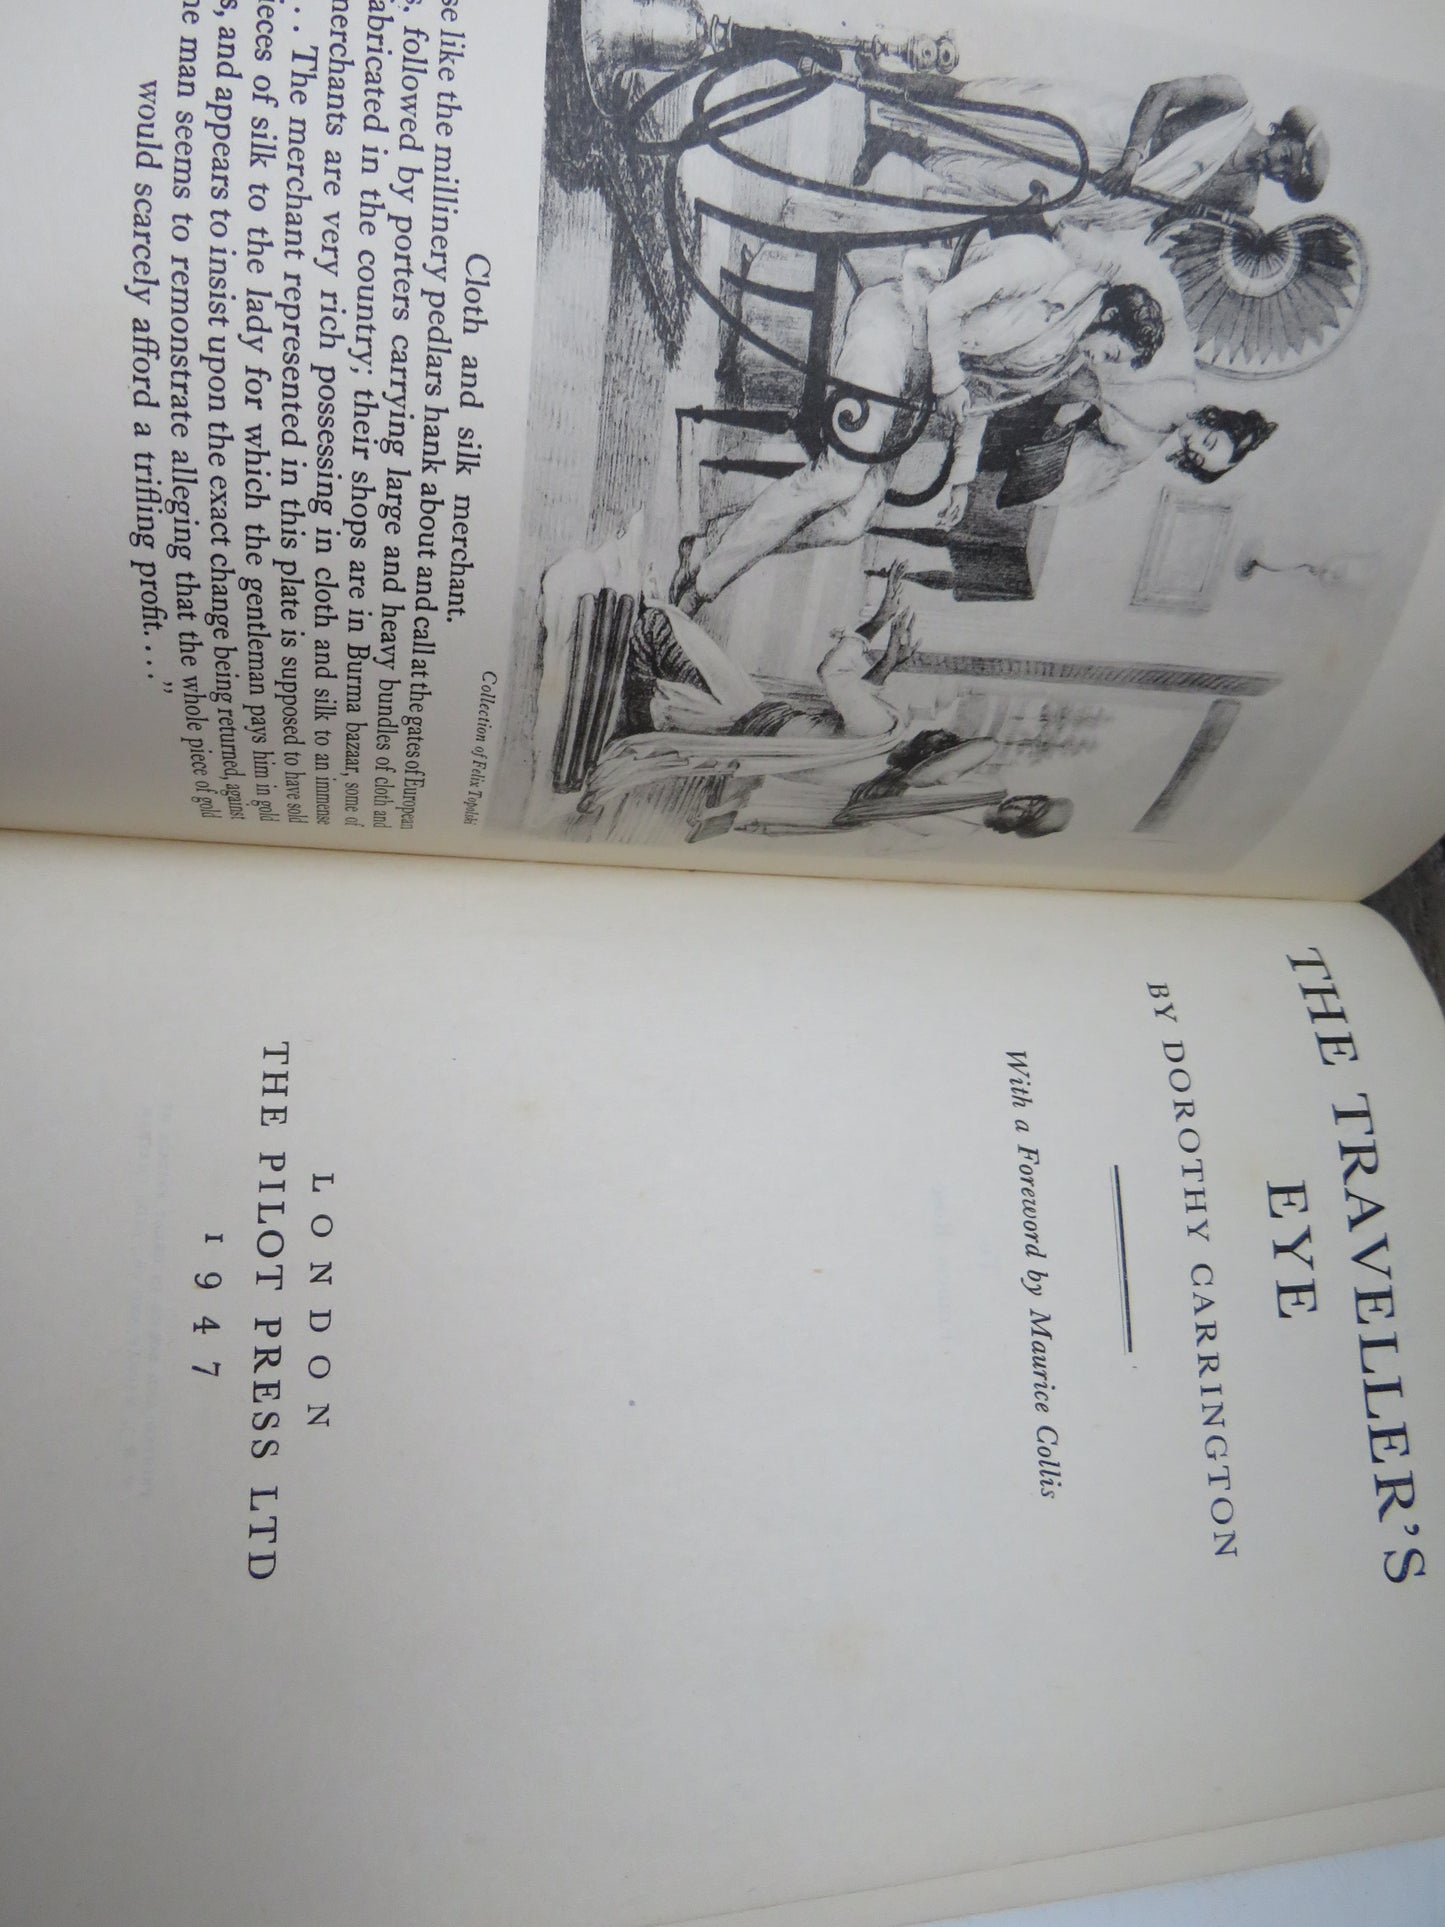 Collection of Felix Topolski
Cloth and silk merchant.
like the millinery pedlars hank about and call at the gates of European
followed by porters carrying large and heavy bundles of cloth and
fabricated in the country; their shops are in Burma bazaar, some of
merchants are very rich possessing in cloth and silk to an immense
. . The merchant represented in this plate is supposed to have sold
pieces of silk to the lady for which the gentleman pays him in gold
and appears to insist upon the exact change being returned, against
man seems to remonstrate alleging that the whole piece of gold
would scarcely afford a trifling profit. . . ."
THE TRAVELLER'S
EYE
BY DOROTHY CARRINGTON
With a Foreword by Maurice Collis
LONDON
THE PILOT PRESS LTD
1947